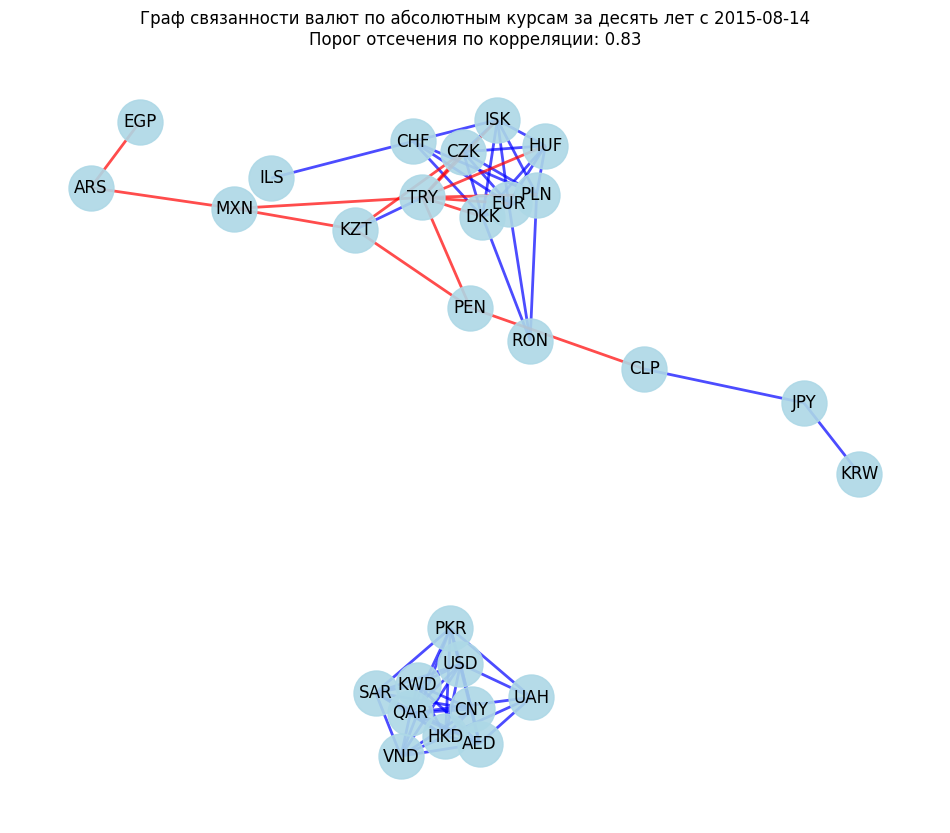 Граф связанности валют по абсолютным курсам за десять лет с 2015-08-14
Порог отсечения по корреляции: 0.83
EGP
ISK
CHF
CZK
HUF
ILS
ARS
TRY
PLN
EUR
MXN
DKK
KZT
PEN
RON
CLP
JPY
KRW
PKR
USD
KWD
SAR
UAH
QAR
CNY
HKD
AED
VND